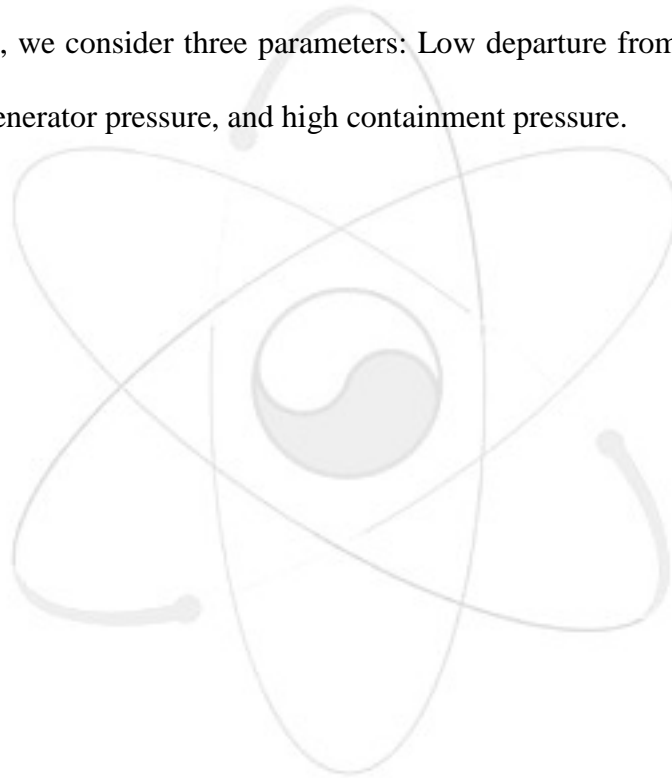 , we consider three parameters: Low departure from
enerator pressure, and high containment pressure.